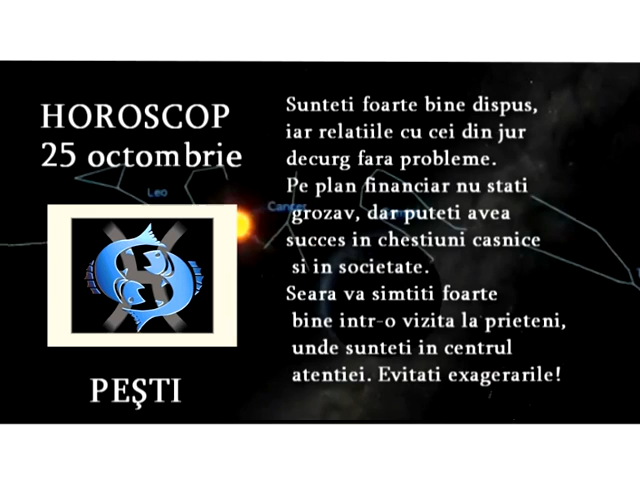 HOROSCOP
25 octombrie
Leo
Cancer
PEŞTI
Sunteti foarte bine dispus,
iar relatiile cu cei din jur
decurg fara probleme.
Pe plan financiar nu stati
grozav, dar puteti avea
succes in chestiuni casnice
si in societate.
Seara va simtiti foarte
bine intr-o vizita la prieteni,
unde sunteti in centrul
atentiei. Evitati exagerarile!